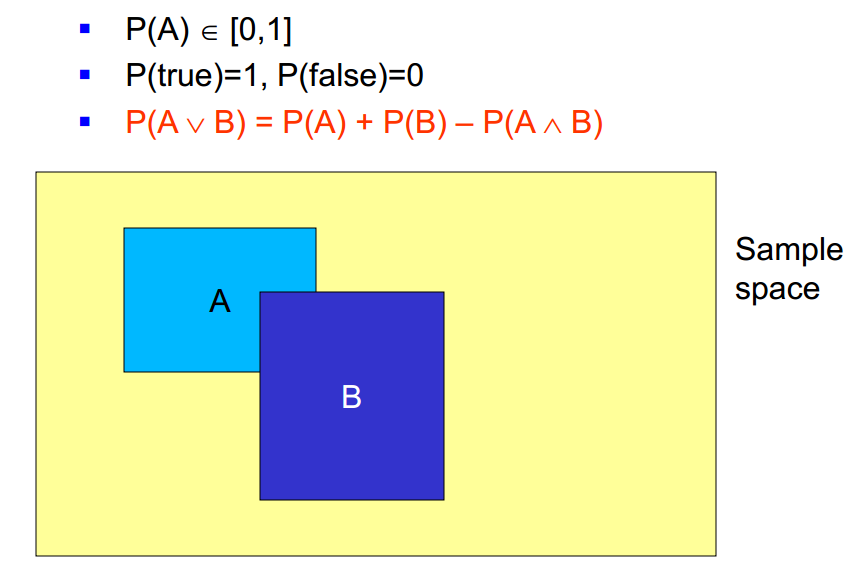 ▪ P(A) ∈ [0,1]
▪ P(true)=1, P(false)=0
▪ P(A ∨ B) = P(A) + P(B) – P(A ∧ B)
Sample
space
A
B